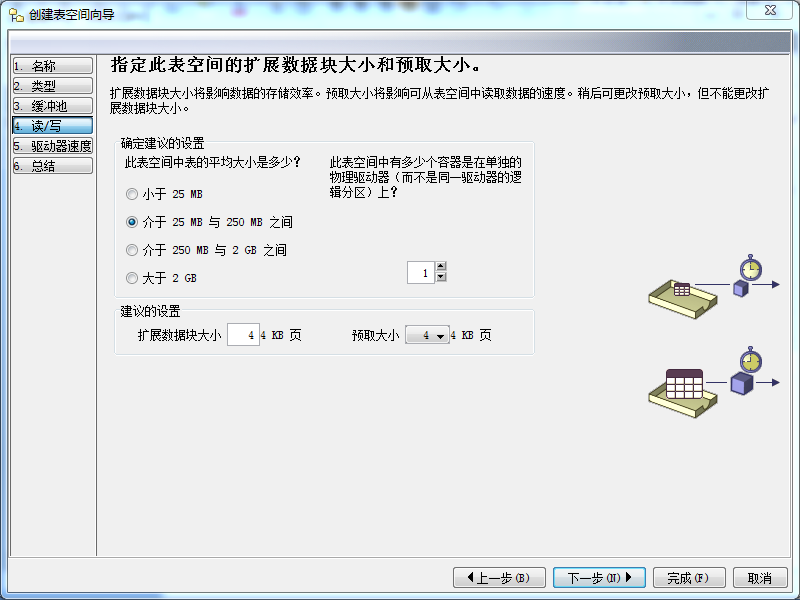 创建表空间向导
1. 名称
2. 类型
3. 缓冲池
4. 读/写
5. 驱动器速度
6. 总结
指定此表空间的扩展数据块大小和预取大小。
扩展数据块大小将影响数据的存储效率。预取大小将影响可从表空间中读取数据的速度。稍后可更改预取大小，但不能更改扩
展数据块大小。
确定建议的设置
此表空间中表的平均大小是多少？
小于 25 MB
介于 25 MB 与 250 MB 之间
介于 250 MB 与 2 GB 之间
大于 2 GB
此表空间中有多少个容器是在单独的
物理驱动器（而不是同一驱动器的逻
辑分区）上？
1
建议的设置
扩展数据块大小 4 4 KB 页 预取大小 4 4 KB 页
上一步(B) 下一步(N) 完成(F) 取消